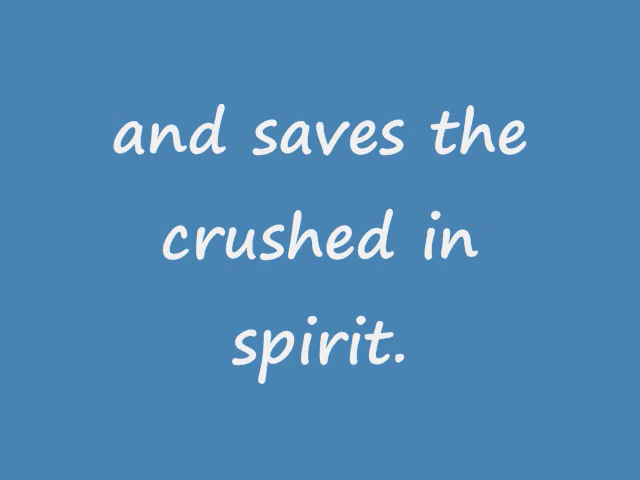 and saves the
crushed in
spirit.